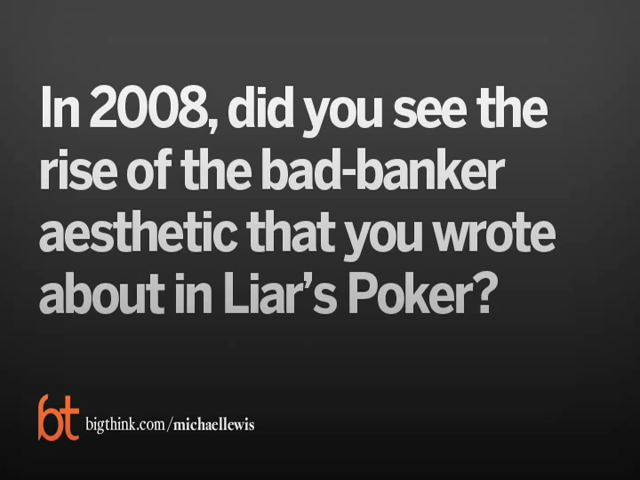 In 2008, did you see the
rise of the bad-banker
aesthetic that you wrote
about in Liar's Poker?
bt bigthink.com/michaellewis